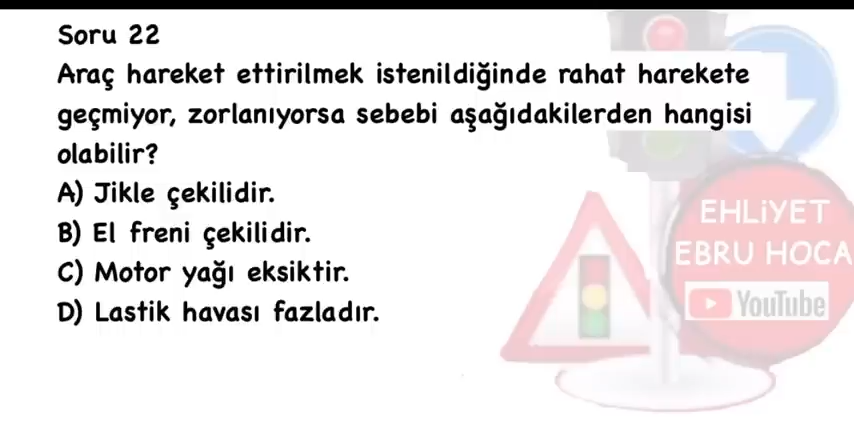 Soru 22
Araç hareket ettirilmek istenildiğinde rahat harekete
geçmiyor, zorlanıyorsa sebebi aşağıdakilerden hangisi
olabilir?
A) Jikle çekilidir.
B) El freni çekilidir.
C) Motor yağı eksiktir.
D) Lastik havası fazladır.
EHLİYET
EBRU HOCA
YouTube